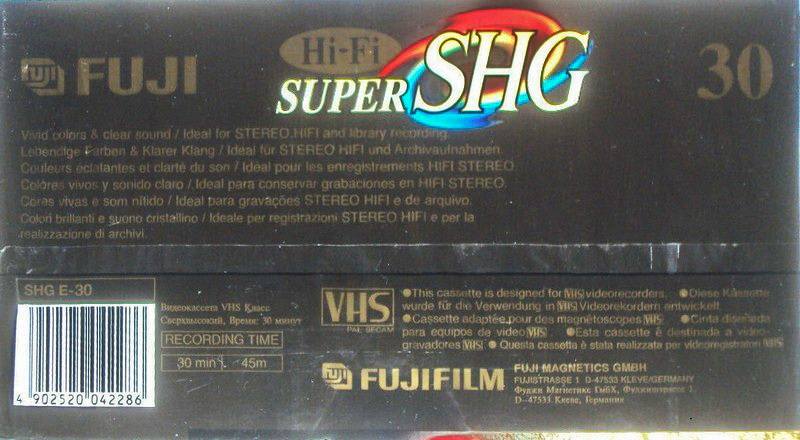 FUJI
Hi-Fi
SUPER SHG
30
Vivid colors & clear sound / Ideal for STEREO.HIFI and library recording.
Lebendige Farben & Klarer Klang / Ideal für STEREO HIFI und Archivaufnahmen.
Couleurs éclatantes et clarté du son / Idéal pour les enregistrements HIFI STEREO.
Colores vivos y sonido claro / Ideal para conservar grabaciones en HIFI STEREO.
Cores vivas e som nítido / Ideal para gravações STEREO HIFI e de arquivo.
Colori brillanti e suono cristallino / Ideale per registrazioni STEREO HIFI e per la
realizzazione di archivi.
SHG E-30
4 902520 042286
Видеокассета VHS Класс
Сверхвысокий, Время: 30 минут
RECORDING TIME
30 min 45m
VHS
PAL SECAM
●This cassette is designed for VHS videorecorders. ●Diese Kassette
wurde für die Verwendung in VHS Videorekordern entwickelt.
●Cassette adaptée pour des magnétoscopes VHS ●Cinta diseñada
para equipos de video VHS ●Esta cassette é destinada a video-
gravadores VHS ● Questa cassetta è stata realizzata per videoregistratori VHS
FUJIFILM
FUJI MAGNETICS GMBH
FUJISTRASSE 1 D-47533 KLEVE/GERMANY
Фуджи Магнетикс ГмбХ, Фуджиштрассе 1
D-47533 Клеве, Германия